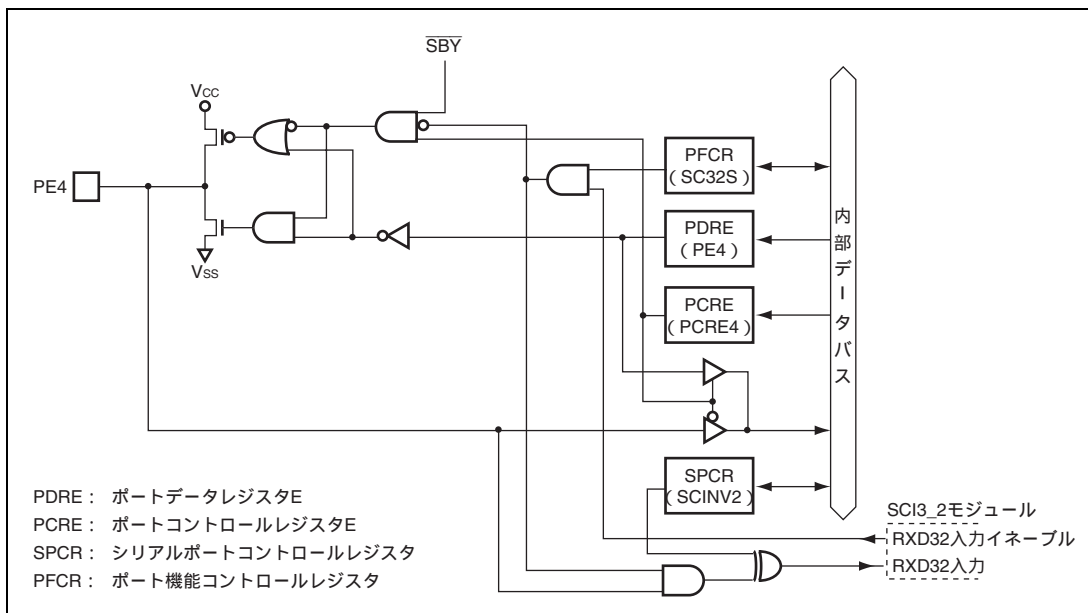 SBY
VCC
PE4
VSS
PFCR
(SC32S)
PDRE
(PE4)
PCRE
(PCRE4)
SPCR
(SCINV2)
内部データバス
SCI3_2モジュール
RXD32入力イネーブル
RXD32入力
PDRE: ポートデータレジスタE
PCRE: ポートコントロールレジスタE
SPCR: シリアルポートコントロールレジスタ
PFCR: ポート機能コントロールレジスタ